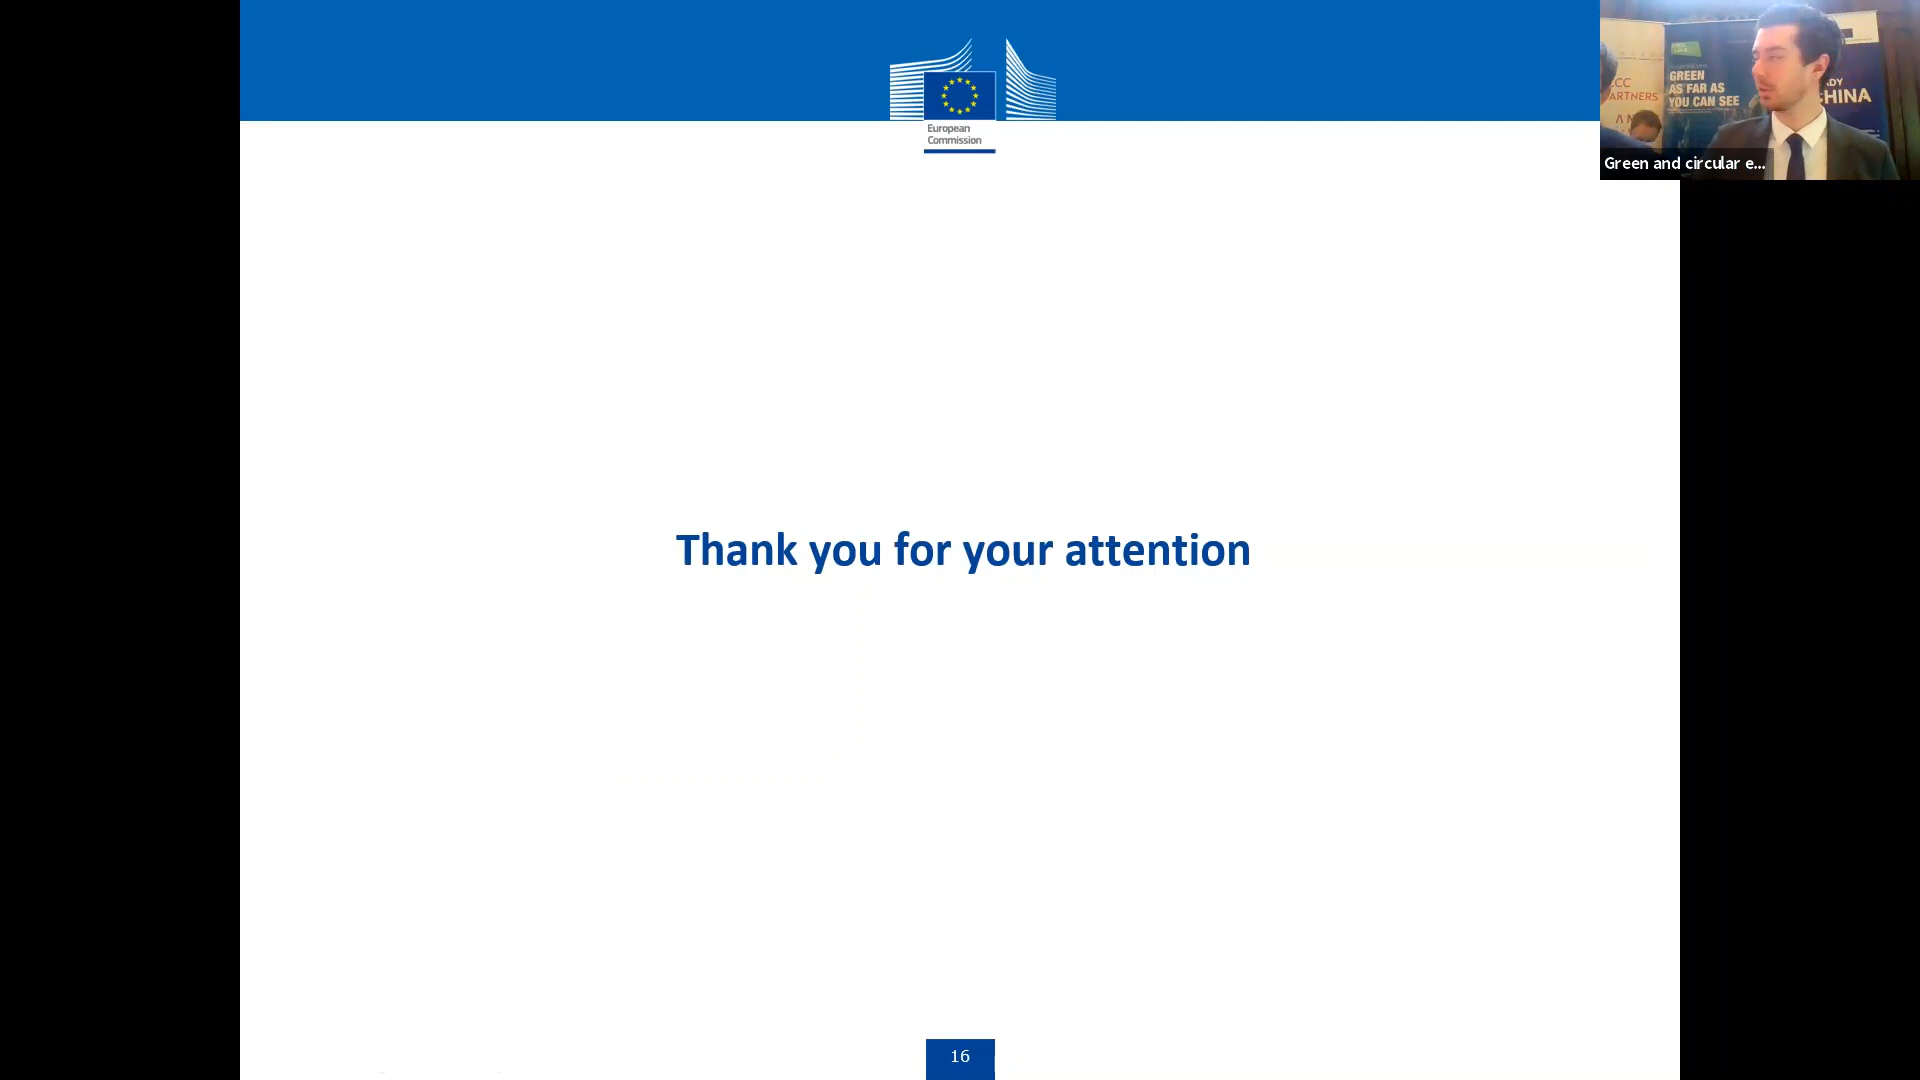 European
Commission
GREEN
AS FAR AS
YOU CAN SEE
CHINA
Green and circular e...
Thank you for your attention
16